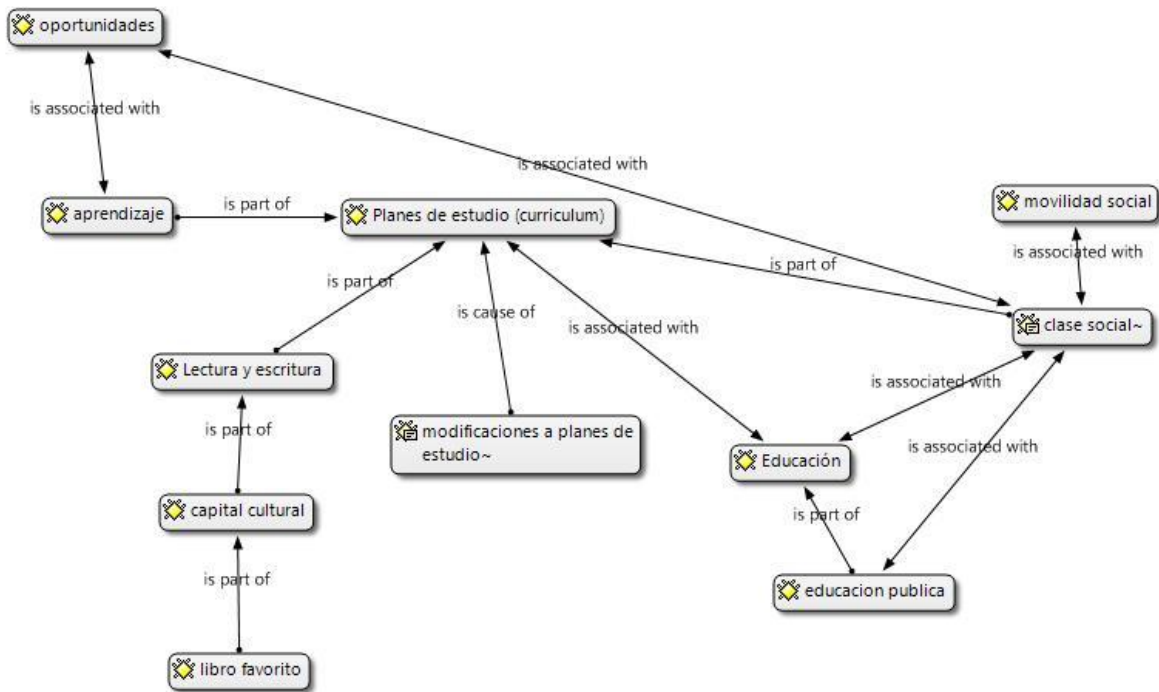 oportunidades
is associated with
is associated with
aprendizaje
is part of
Planes de estudio (curriculum)
movilidad social
is associated with
is part of
is part of
is cause of
is associated with
clase social~
Lectura y escritura
is associated with
is part of
modificaciones a planes de
estudio~
is associated with
Educación
capital cultural
is part of
is part of
educacion publica
libro favorito